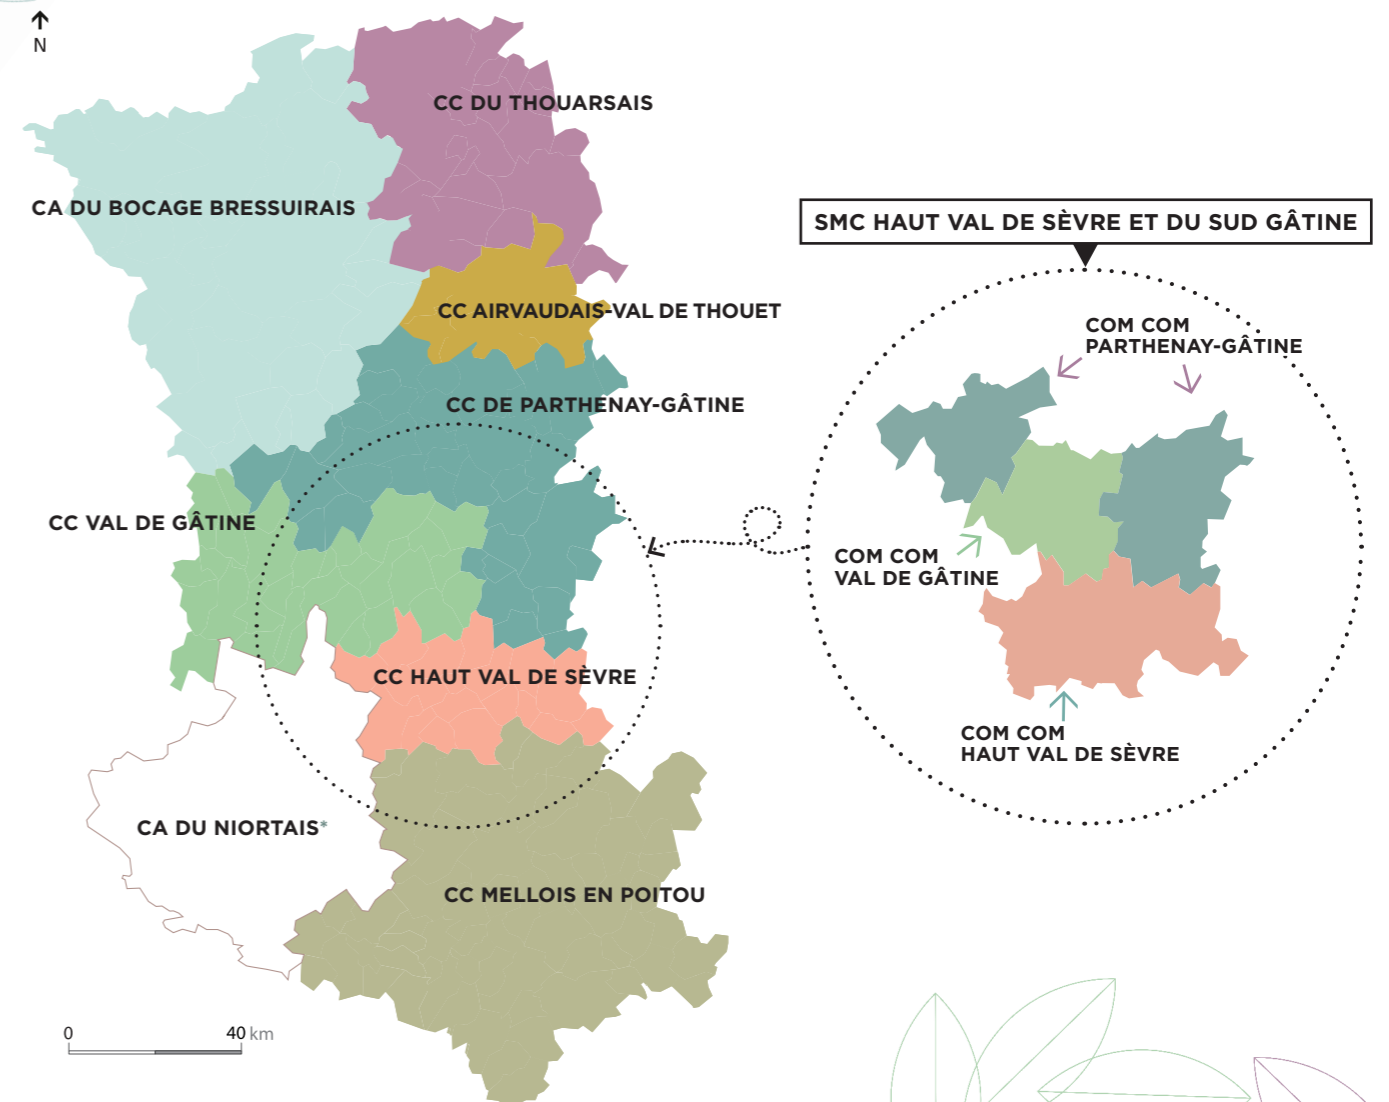 N
CC DU THOUARSAIS
CA DU BOCAGE BRESSUIRAIS
SMC HAUT VAL DE SÈVRE ET DU SUD GÂTINE
CC AIRVAUDAIS-VAL DE THOUET
COM COM
PARTHENAY-GÂTINE
CC DE PARTHENAY-GÂTINE
CC VAL DE GÂTINE
COM COM
VAL DE GÂTINE
CC HAUT VAL DE SÈVRE
COM COM
HAUT VAL DE SÈVRE
CA DU NIORTAIS*
CC MELLOIS EN POITOU
0 40 km